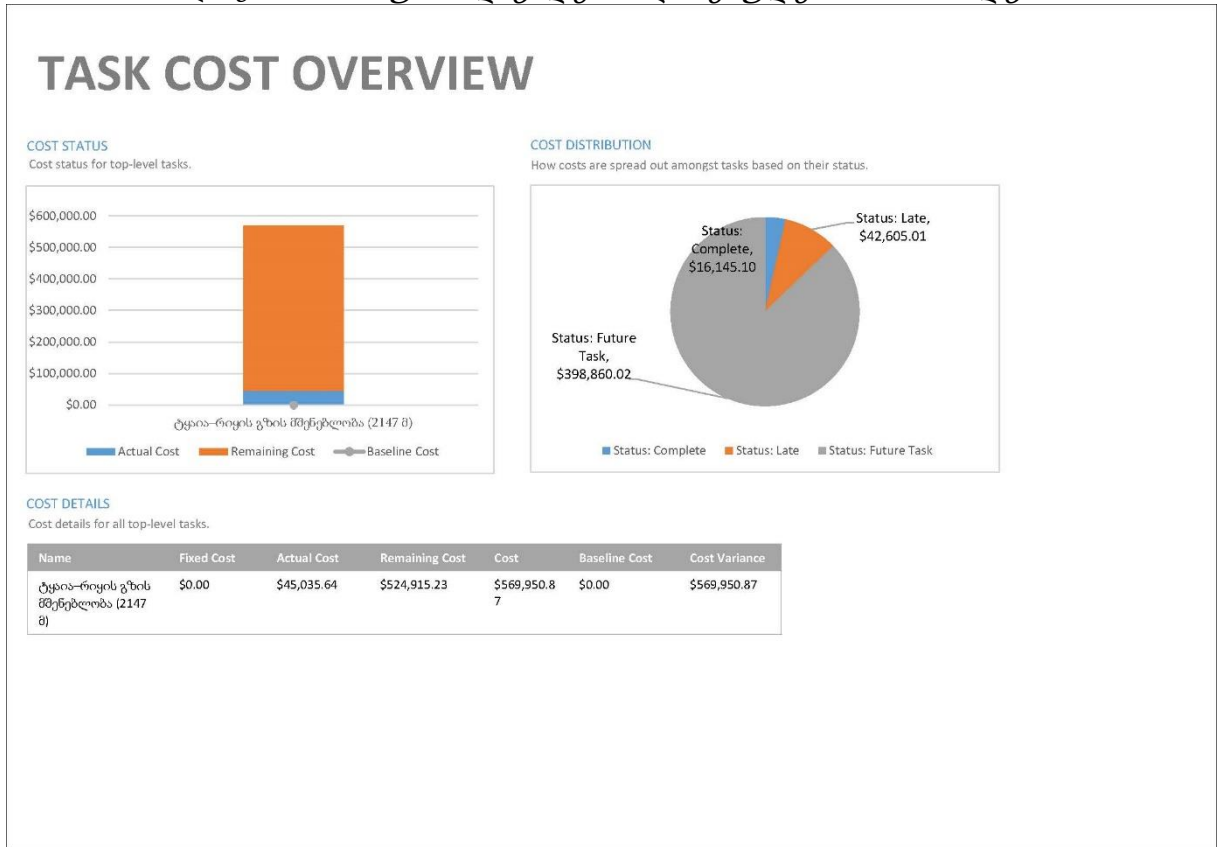 TASK COST OVERVIEW
COST STATUS
Cost status for top-level tasks.
$600,000.00
$500,000.00
$400,000.00
$300,000.00
$200,000.00
$100,000.00
$0.00
ტყაია–რიყის გზის მშენებლობა (2147 მ)
Actual Cost Remaining Cost Baseline Cost
COST DISTRIBUTION
How costs are spread out amongst tasks based on their status.
Status: Late,
$42,605.01
Status:
Complete,
$16,145.10
Status: Future
Task,
$398,860.02
Status: Complete Status: Late Status: Future Task
COST DETAILS
Cost details for all top-level tasks.
Name Fixed Cost Actual Cost Remaining Cost Cost Baseline Cost Cost Variance
ტყაია–რიყის გზის $0.00 $45,035.64 $524,915.23 $569,950.8 $0.00 $569,950.87
მშენებლობა (2147 7
მ)